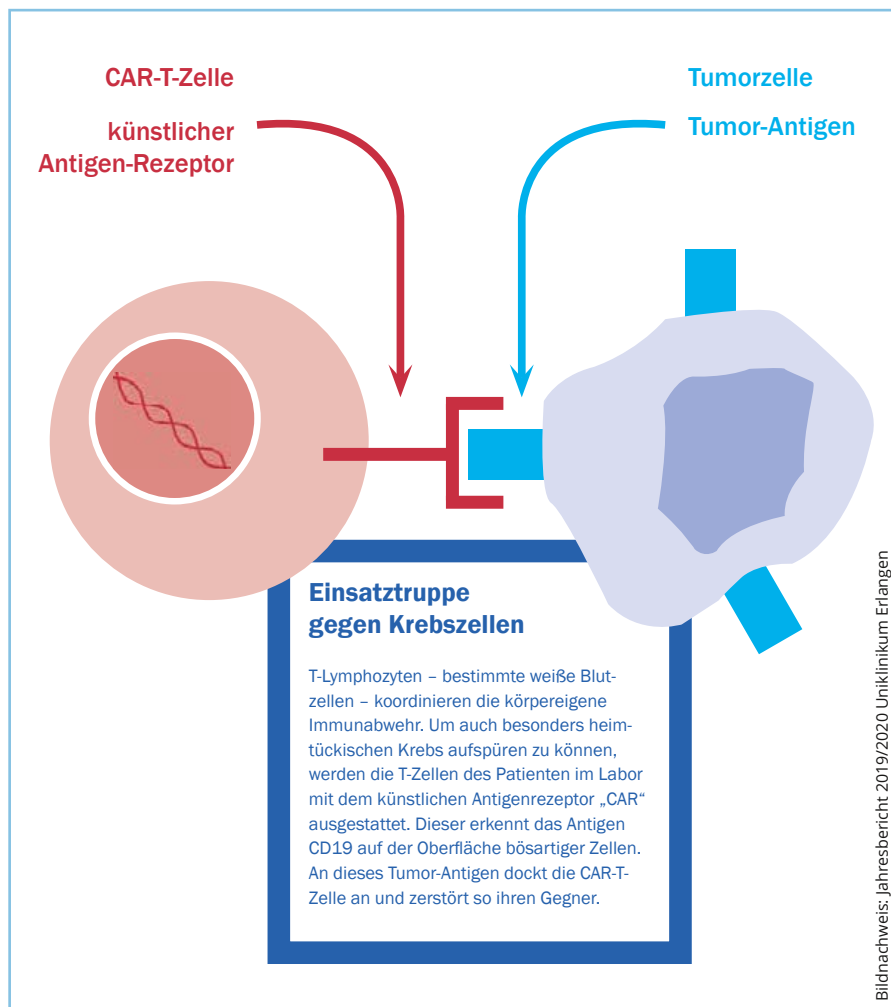 CAR-T-Zelle
künstlicher
Antigen-Rezeptor
Tumorzelle
Tumor-Antigen
Einsatztruppe
gegen Krebszellen
T-Lymphozyten – bestimmte weiße Blut-
zellen – koordinieren die körpereigene
Immunabwehr. Um auch besonders heim-
tückischen Krebs aufspüren zu können,
werden die T-Zellen des Patienten im Labor
mit dem künstlichen Antigenrezeptor „CAR“
ausgestattet. Dieser erkennt das Antigen
CD19 auf der Oberfläche bösartiger Zellen.
An dieses Tumor-Antigen dockt die CAR-T-
Zelle an und zerstört so ihren Gegner.
Bildnachweis: Jahresbericht 2019/2020 Uniklinikum Erlangen